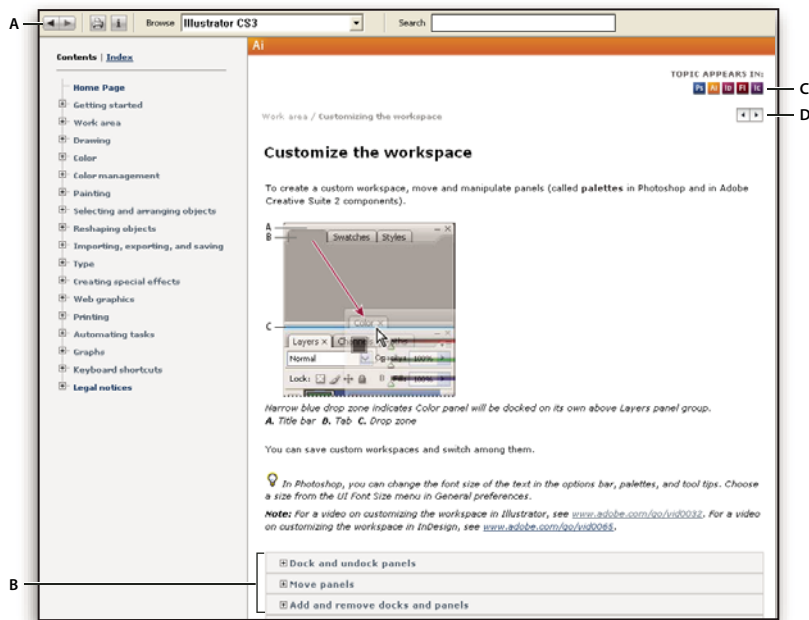 A
Browse Illustrator CS3 Search
Contents | Index
Home Page
Getting started
Work area
Drawing
Color
Color management
Painting
Selecting and arranging objects
Reshaping objects
Importing, exporting, and saving
Type
Creating special effects
Web graphics
Printing
Automating tasks
Graphs
Keyboard shortcuts
Legal notices
Ai
TOPIC APPEARS IN:
Ps Ai ID Fl IC
C
D
Work area / Customizing the workspace
Customize the workspace
To create a custom workspace, move and manipulate panels (called palettes in Photoshop and in Adobe
Creative Suite 2 components).
A
B
Swatches Styles
C
Color ×
Layers ×
Normal 100%
Lock: 100%
Narrow blue drop zone indicates Color panel will be docked on its own above Layers panel group.
A. Title bar B. Tab C. Drop zone
You can save custom workspaces and switch among them.
In Photoshop, you can change the font size of the text in the options bar, palettes, and tool tips. Choose
a size from the UI Font Size menu in General preferences.
Note: For a video on customizing the workspace in Illustrator, see www.adobe.com/go/vid0032. For a video
on customizing the workspace in InDesign, see www.adobe.com/go/vid0065.
B
Dock and undock panels
Move panels
Add and remove docks and panels